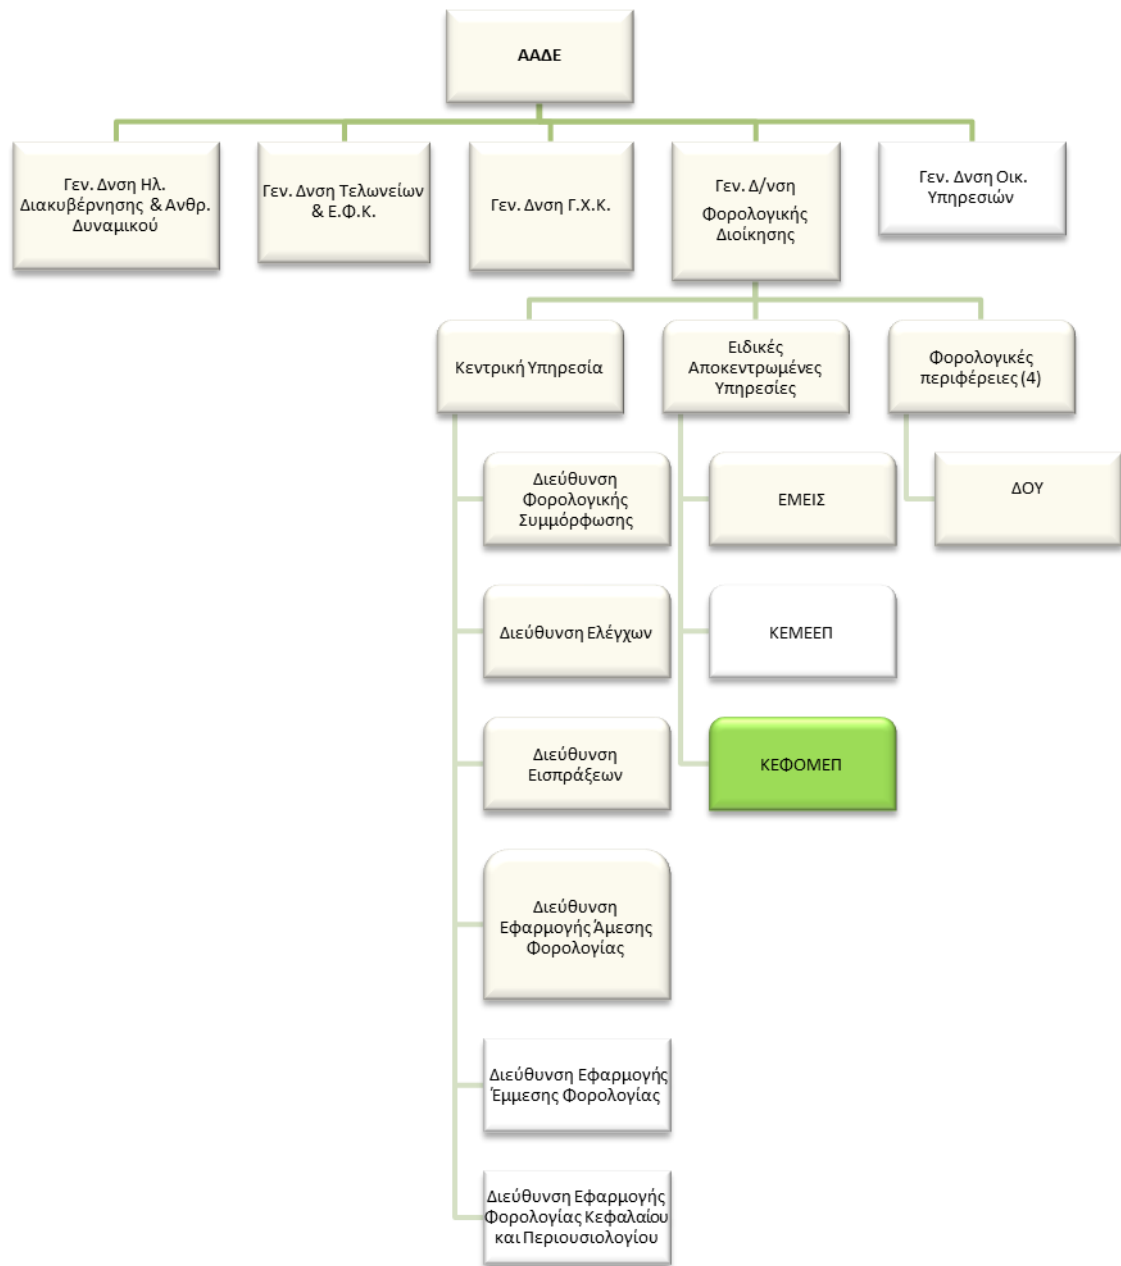 ΑΑΔΕ
Γεν. Δνση Ηλ.
Διακυβέρνησης & Ανθρ.
Δυναμικού
Γεν. Δνση Τελωνείων
& Ε.Φ.Κ.
Γεν. Δνση Γ.Χ.Κ.
Γεν. Δ/νση
Φορολογικής
Διοίκησης
Γεν. Δνση Οικ.
Υπηρεσιών
Κεντρική Υπηρεσία
Ειδικές
Αποκεντρωμένες
Υπηρεσίες
Φορολογικές
περιφέρειες (4)
Διεύθυνση
Φορολογικής
Συμμόρφωσης
ΕΜΕΙΣ
ΔΟΥ
Διεύθυνση Ελέγχων
ΚΕΜΕΕΠ
Διεύθυνση
Εισπράξεων
ΚΕΦΟΜΕΠ
Διεύθυνση
Εφαρμογής Άμεσης
Φορολογίας
Διεύθυνση Εφαρμογής
Έμμεσης Φορολογίας
Διεύθυνση Εφαρμογής
Φορολογίας Κεφαλαίου
και Περιουσιολογίου